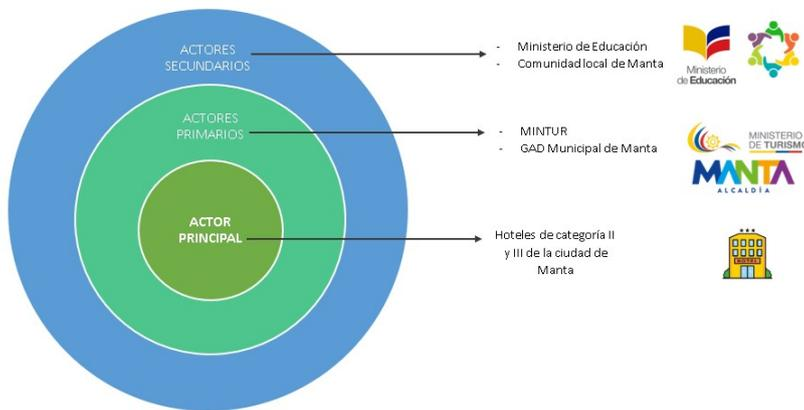 ACTORES
SECUNDARIOS
- Ministerio de Educación
- Comunidad local de Manta
Ministerio
de Educación
ACTORES
PRIMARIOS
- MINTUR
- GAD Municipal de Manta
MINISTERIO
DE TURISMO
MANTA
ALCALDÍA
ACTOR
PRINCIPAL
Hoteles de categoría II
y III de la ciudad de
Manta
HOTEL